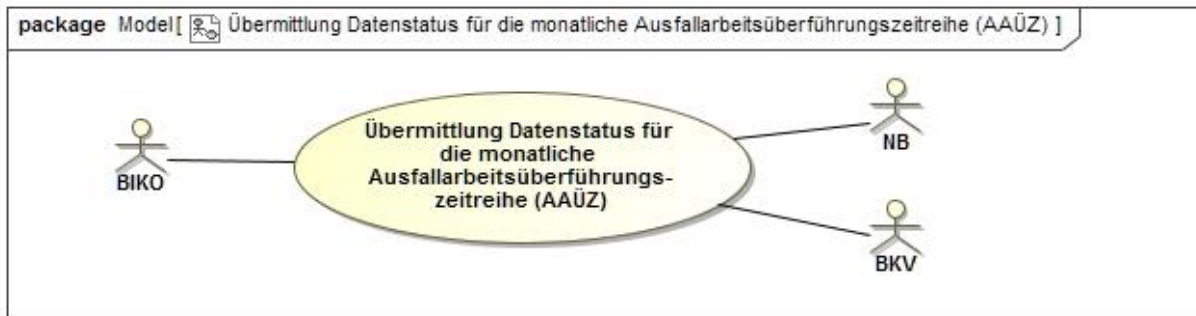 package Model[ Übermittlung Datenstatus für die monatliche Ausfallarbeitsüberführungszeitreihe (AAÜZ) ]
Übermittlung Datenstatus für
die monatliche
Ausfallarbeitsüberführungs-
zeitreihe (AAÜZ)
BIKO
NB
BKV